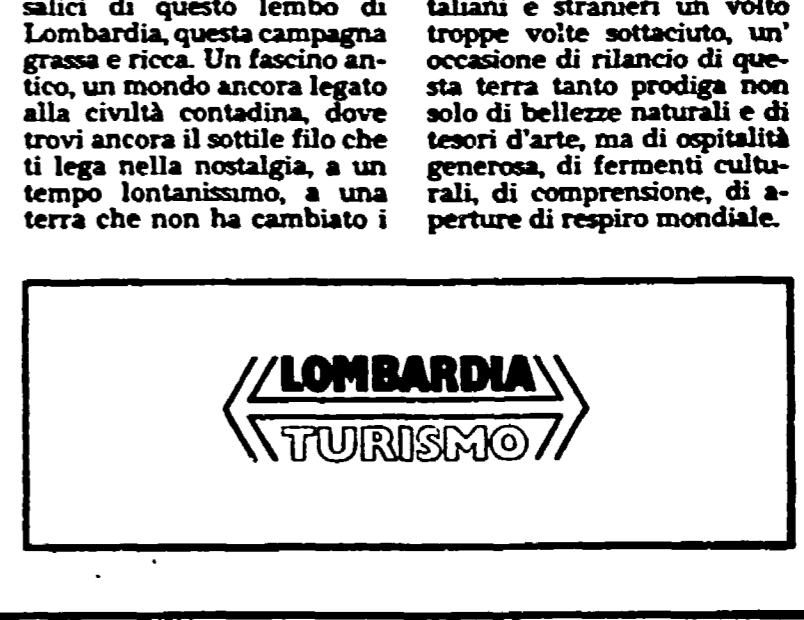 salici di questo lembo di
Lombardia, questa campagna
grassa e ricca. Un fascino an-
tico, un mondo ancora legato
alla civiltà contadina, dove
trovi ancora il sottile filo che
ti lega nella nostalgia, a un
tempo lontanissimo, a una
terra che non ha cambiato i
taliani e stranieri un volto
troppe volte sottaciuto, un'
occasione di rilancio di que-
sta terra tanto prodiga non
solo di bellezze naturali e di
tesori d'arte, ma di ospitalità
generosa, di fermenti cultu-
rali, di comprensione, di a-
perture di respiro mondiale.
LOMBARDIA
TURISMO